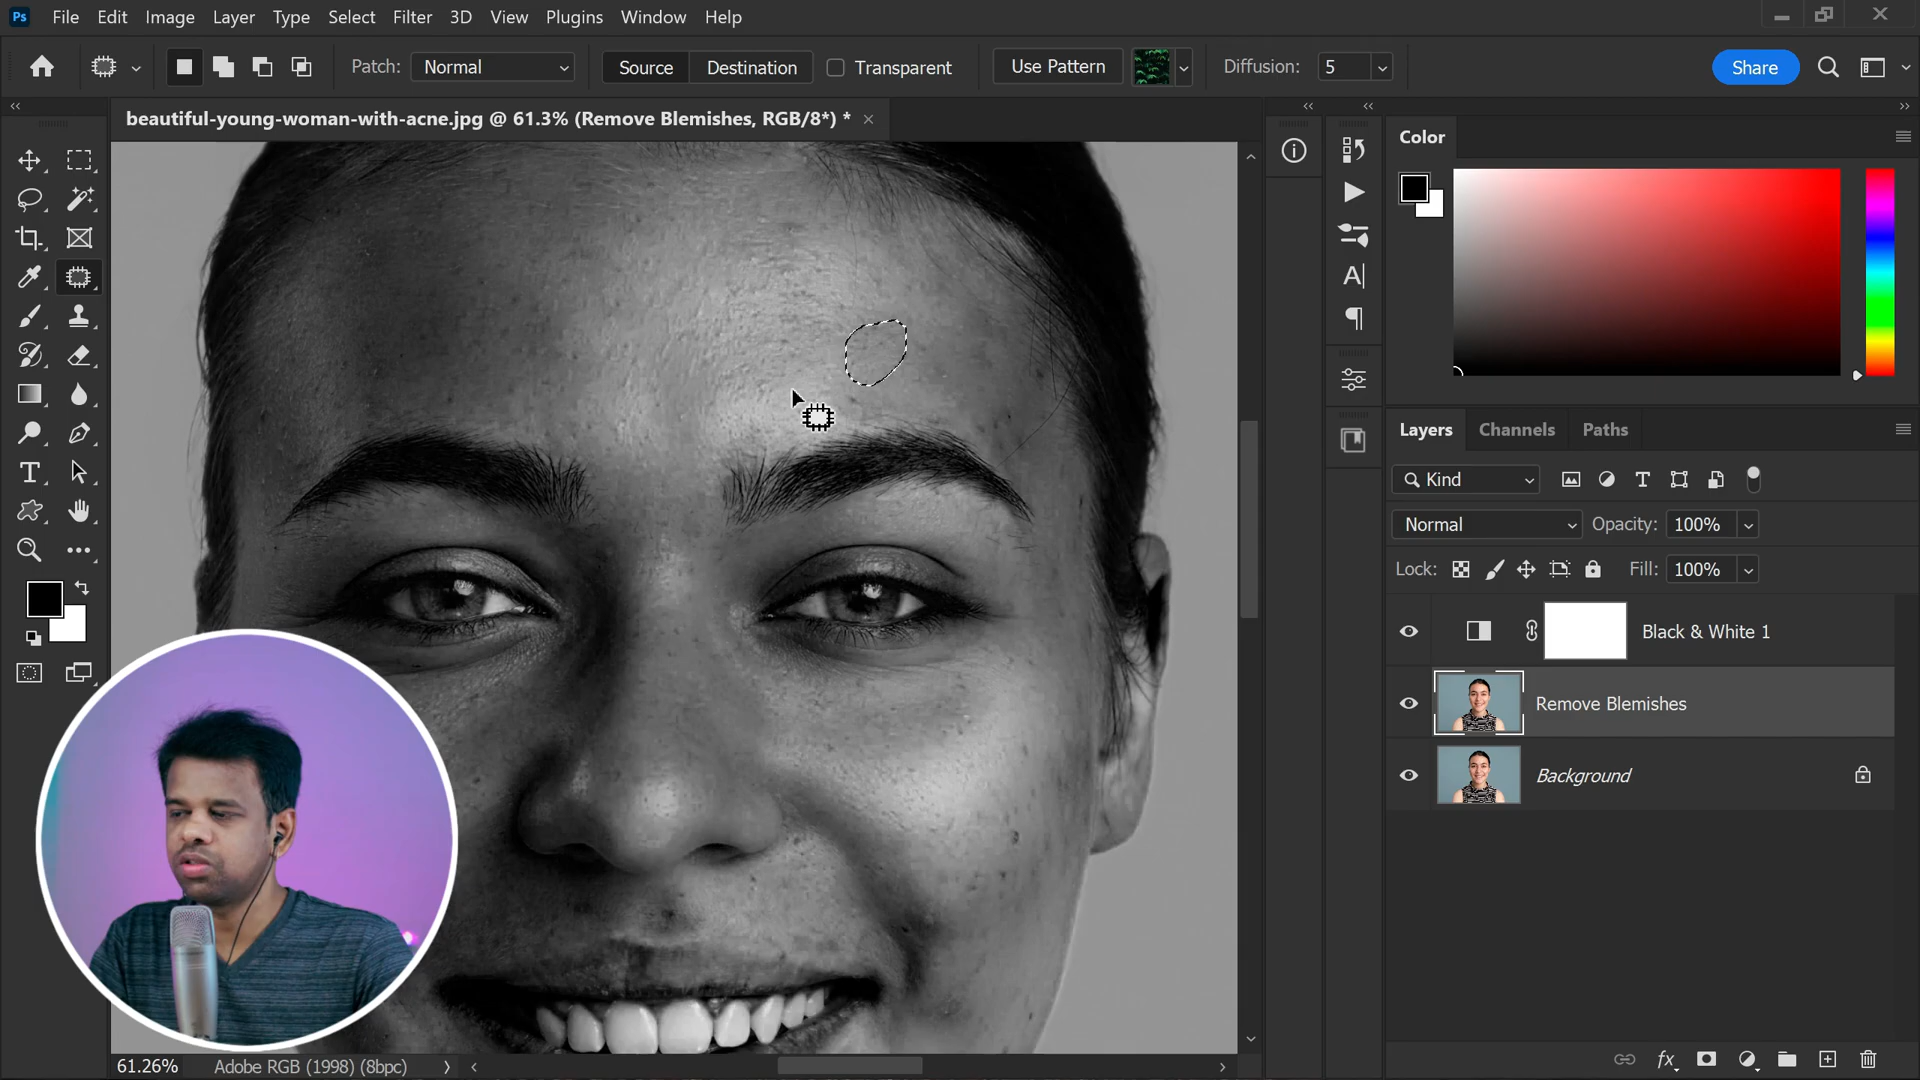 Ps File Edit Image Layer Select Type Filter 3D View Plugins Window Help
Patch: Normal Source Destination Transparent Use Pattern Diffusion: 5 Share
beautiful-young-woman-with-acne.jpg @ 61.3% (Remove Blemishes, RGB/8*) *
Color
Layers Channels Paths
Kind
Normal Opacity: 100%
Lock: Fill: 100%
Black & White 1
Remove Blemishes
Background
fx
61.26% Adobe RGB (1998) (8bpc)